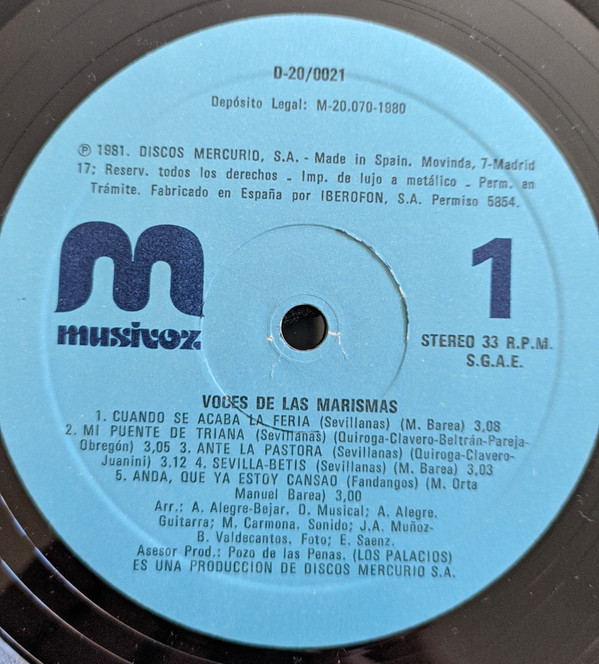 D-20/0021
Depósito Legal: M-20.070-1980
Ⓟ 1981. DISCOS MERCURIO, S.A. - Made in Spain. Movinda, 7-Madrid
17; Reserv. todos los derechos - Imp. de lujo a metálico - Perm. en
Trámite. Fabricado en España por IBEROFON, S.A. Permiso 5854.
musivoz
1
STEREO 33 R.P.M.
S.G.A.E.
VOCES DE LAS MARISMAS
1. CUANDO SE ACABA LA FERIA (Sevillanas) (M. Barea) 3,08
2. MI PUENTE DE TRIANA (Sevillanas) (Quiroga-Clavero-Beltrán-Pareja-
Obregón) 3,05 3. ANTE LA PASTORA (Sevillanas) (Quiroga-Clavero-
Juanini) 3.12 4. SEVILLA-BETIS (Sevillanas) (M. Barea) 3,03
5. ANDA, QUE YA ESTOY CANSAO (Fandangos) (M. Orta
Manuel Barea) 3,00
Arr.: A. Alegre-Bejar. D. Musical; A. Alegre.
Guitarra; M. Carmona. Sonido; J.A. Muñoz-
B. Valdecantos. Foto; E. Saenz.
Asesor Prod.: Pozo de las Penas. (LOS PALACIOS)
ES UNA PRODUCCION DE DISCOS MERCURIO S.A.